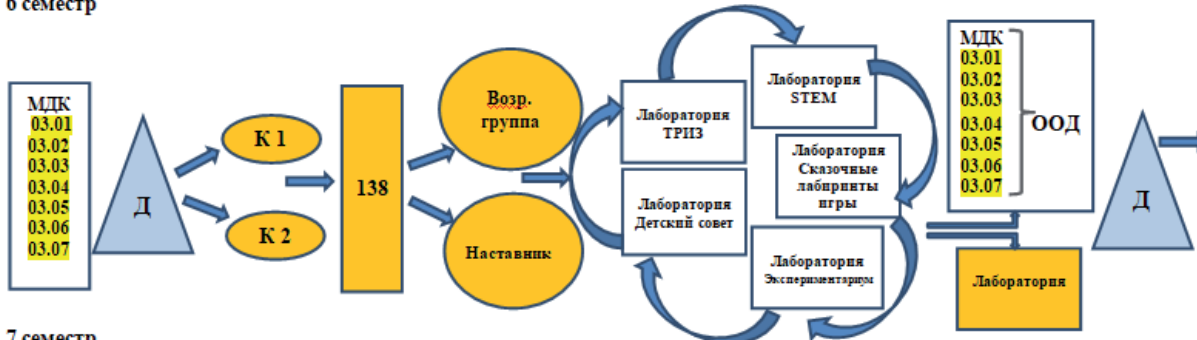 6 семестр
МДК
03.01
03.02
03.03
03.04
03.05
03.06
03.07
Д
К 1
К 2
138
Возр.
группа
Наставник
Лаборатория
ТРИЗ
Лаборатория
STEM
Лаборатория
Сказочные
лабиринты
игры
Лаборатория
Детский совет
Лаборатория
Экспериментариум
МДК
03.01
03.02
03.03
03.04
03.05
03.06
03.07
ООД
Лаборатория
Д
7 семестр